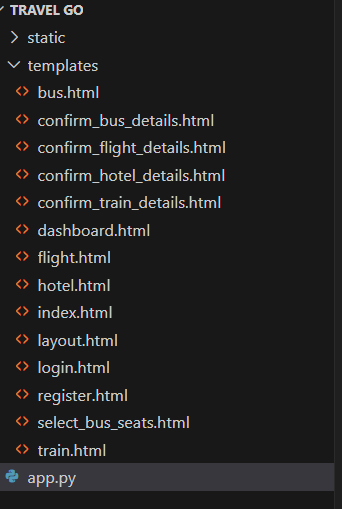 TRAVEL GO
static
templates
bus.html
confirm_bus_details.html
confirm_flight_details.html
confirm_hotel_details.html
confirm_train_details.html
dashboard.html
flight.html
hotel.html
index.html
layout.html
login.html
register.html
select_bus_seats.html
train.html
app.py